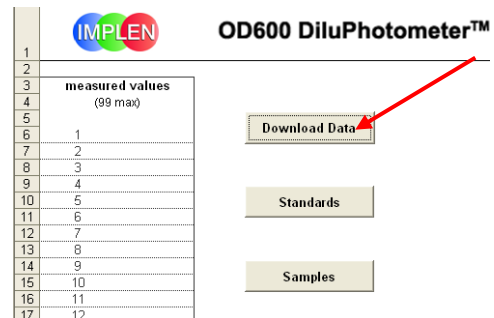 IMPLEN OD600 DiluPhotometer™
1
2
3 measured values
4 (99 max)
5
Download Data
6 1
7 2
8 3
9 4
10 5
Standards
11 6
12 7
13 8
14 9
Samples
15 10
16 11
17 12